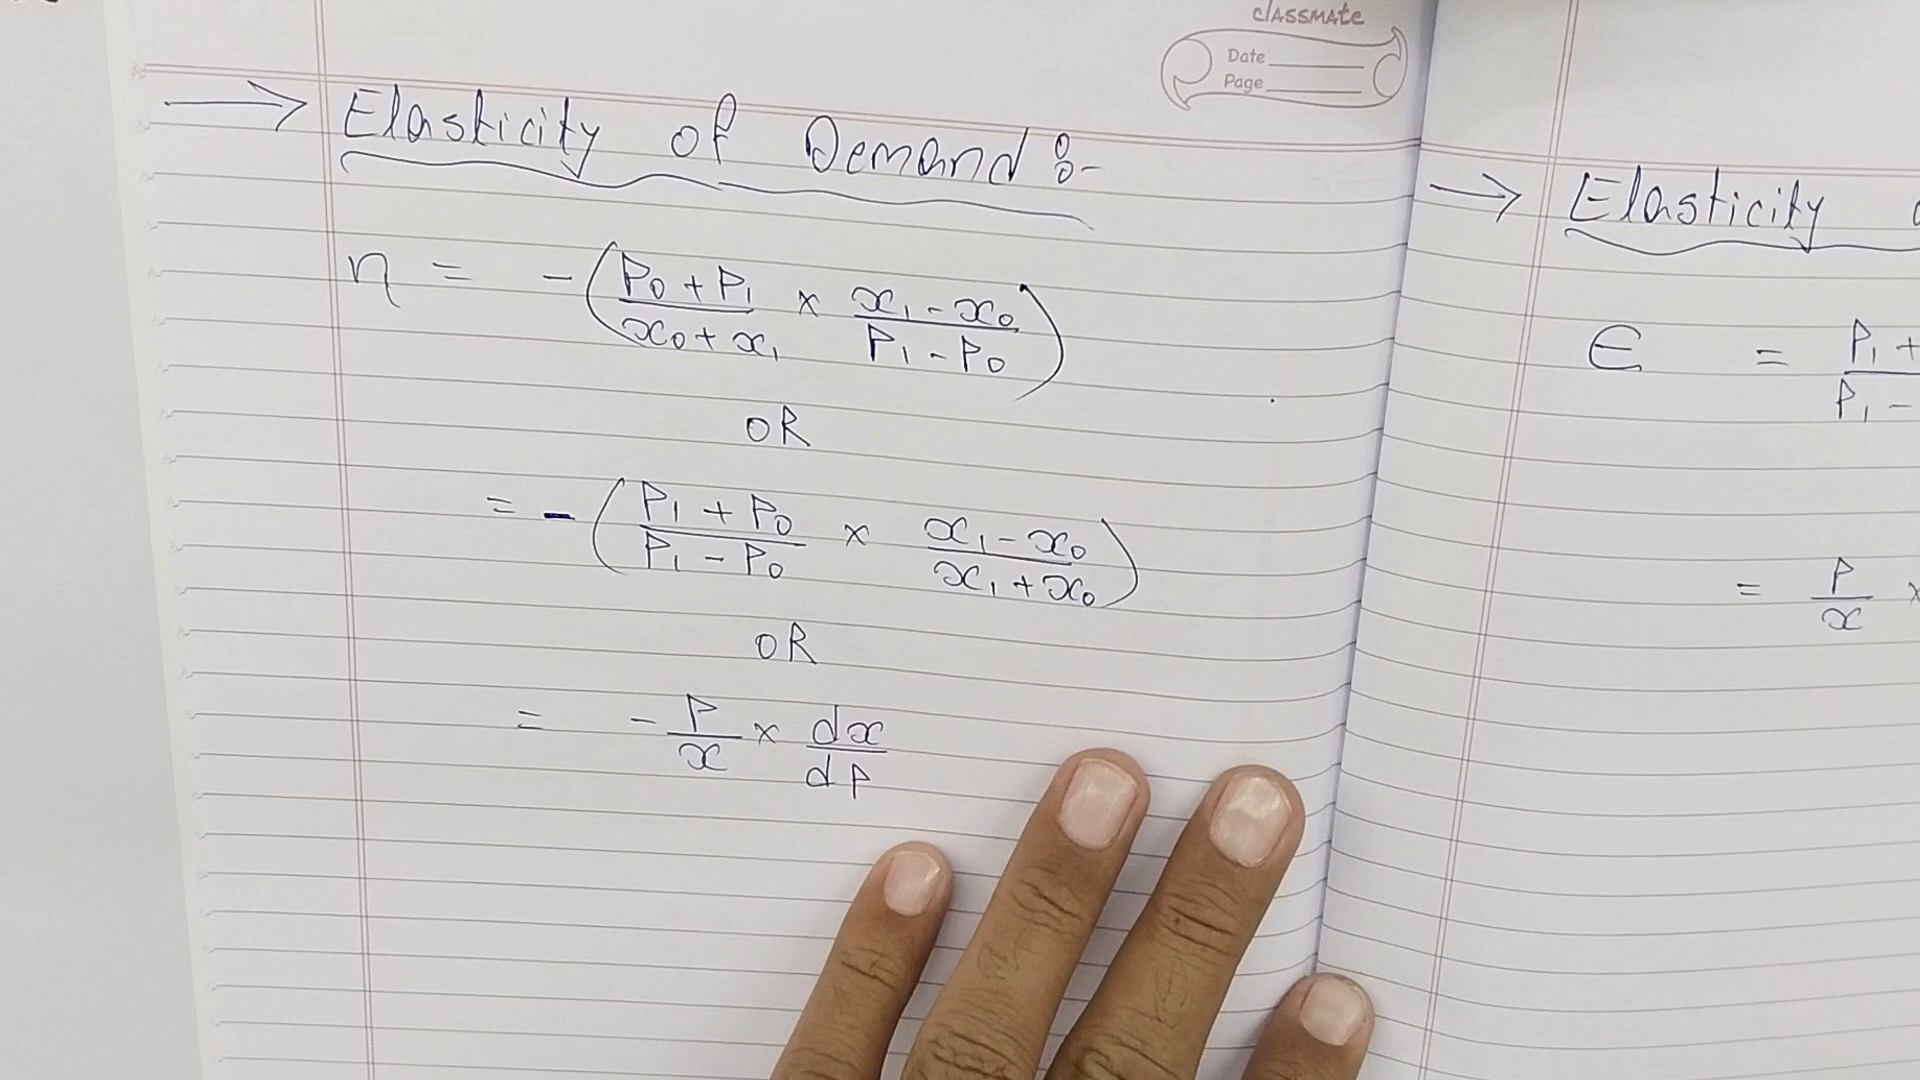 classmate
Date
Page
→ Elasticity of Demand :-
η = -(P₀ + P₁ / x₀ + x₁ × x₁ - x₀ / P₁ - P₀)
OR
= -(P₁ + P₀ / P₁ - P₀ × x₁ - x₀ / x₁ + x₀)
OR
= - P / x × dx / dp
→ Elasticity
∈ = P₁ + / P₁ -
= P / x ×